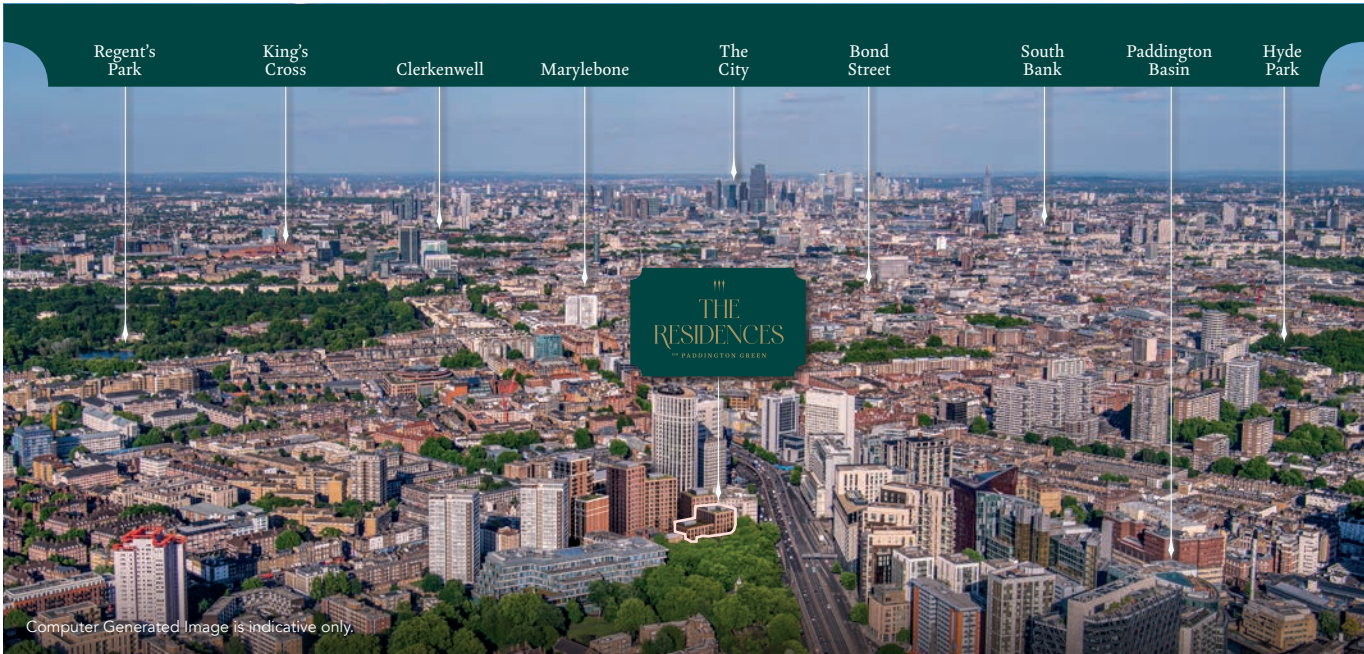 Regent's
Park
King's
Cross
Clerkenwell
Marylebone
The
City
Bond
Street
South
Bank
Paddington
Basin
Hyde
Park
THE
RESIDENCES
ON PADDINGTON GREEN
Computer Generated Image is indicative only.